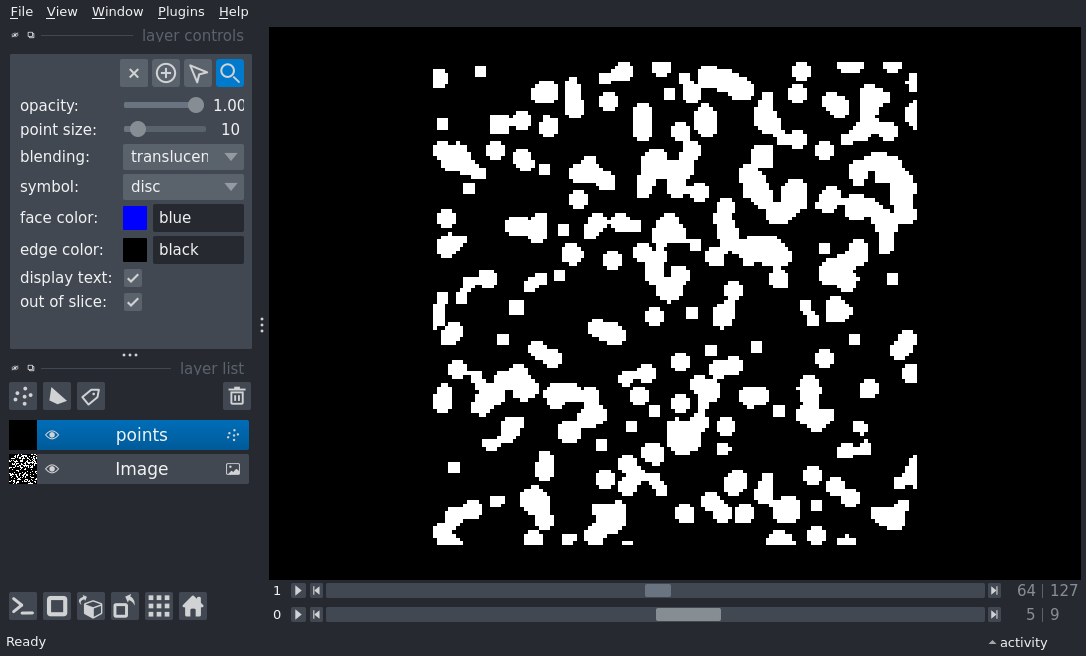 File View Window Plugins Help
layer controls
opacity: 1.00
point size: 10
blending: translucen
symbol: disc
face color: blue
edge color: black
display text:
out of slice:
layer list
points
Image
1 64 | 127
0 5 | 9
Ready activity